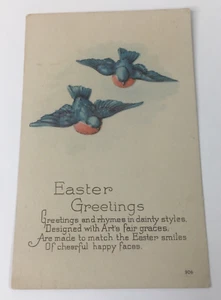 Easter
Greetings
Greetings and rhymes in dainty styles,
Designed with Art's fair graces,
Are made to match the Easter smiles
Of cheerful happy faces.